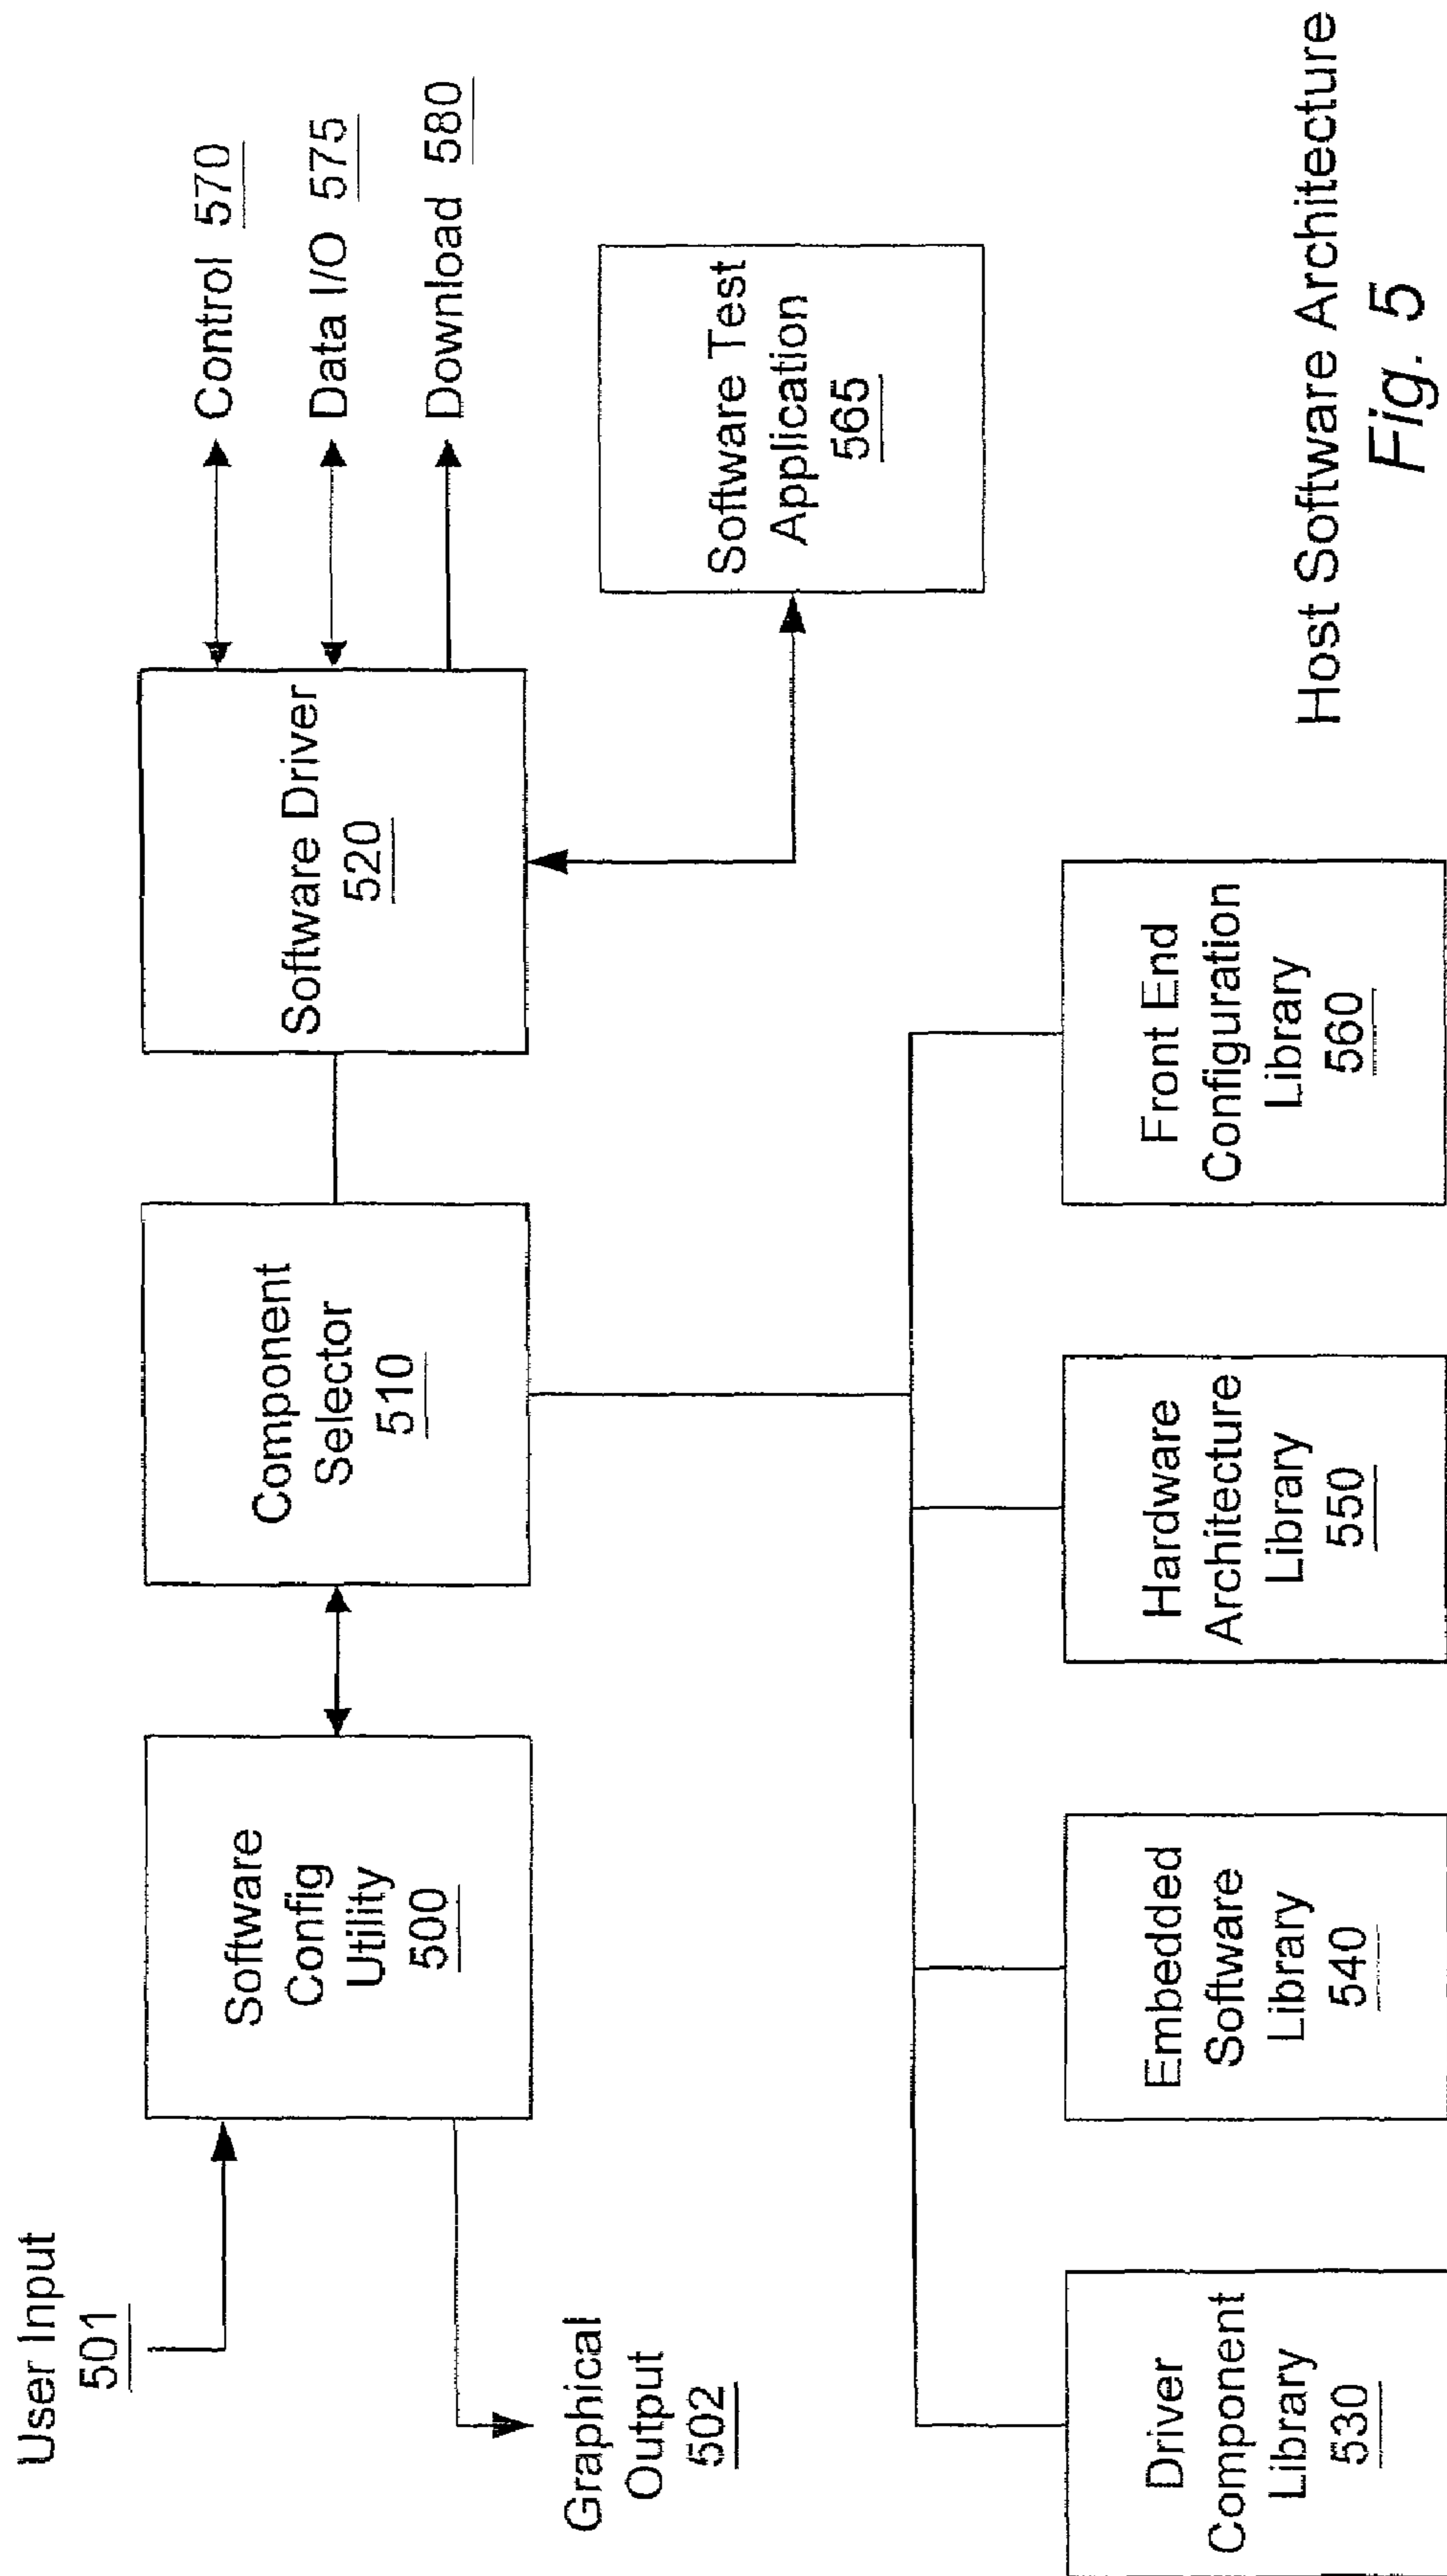 User Input
501
Graphical
Output
502
Software
Config
Utility
500
Component
Selector
510
Software Driver
520
Control 570
Data I/O 575
Download 580
Software Test
Application
565
Driver
Component
Library
530
Embedded
Software
Library
540
Hardware
Architecture
Library
550
Front End
Configuration
Library
560
Host Software Architecture
Fig. 5